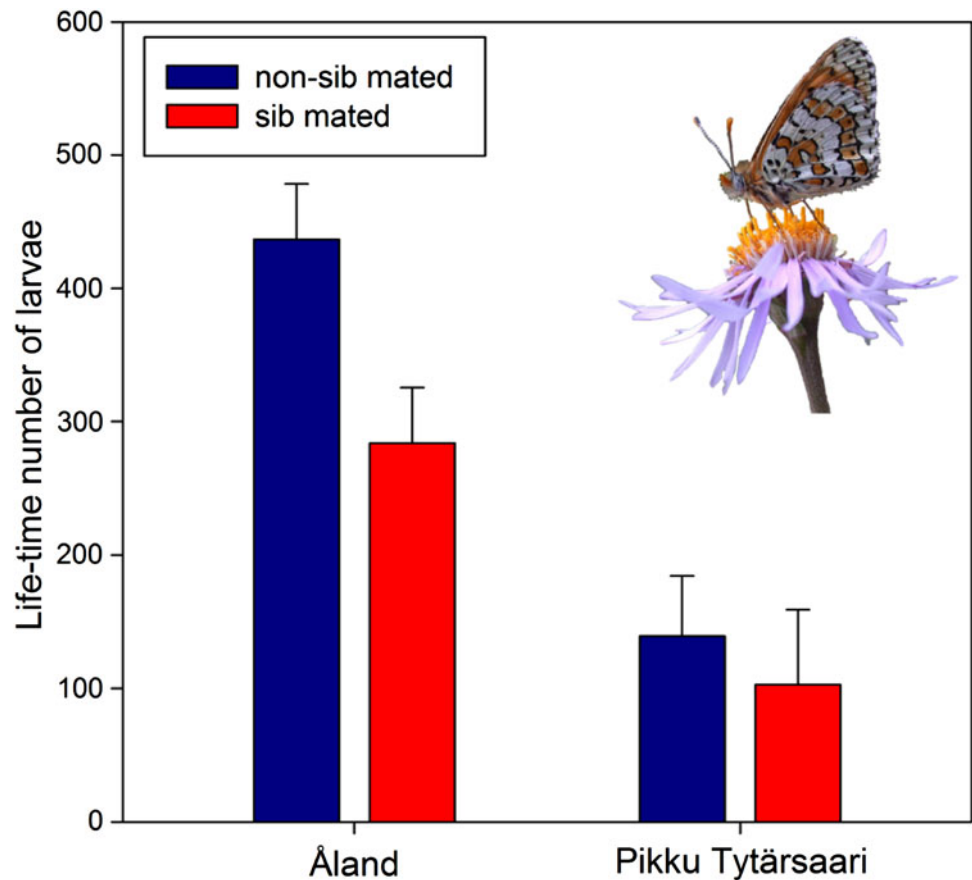 600
500
400
300
200
100
0
Life-time number of larvae
non-sib mated
sib mated
Åland
Pikku Tytärsaari